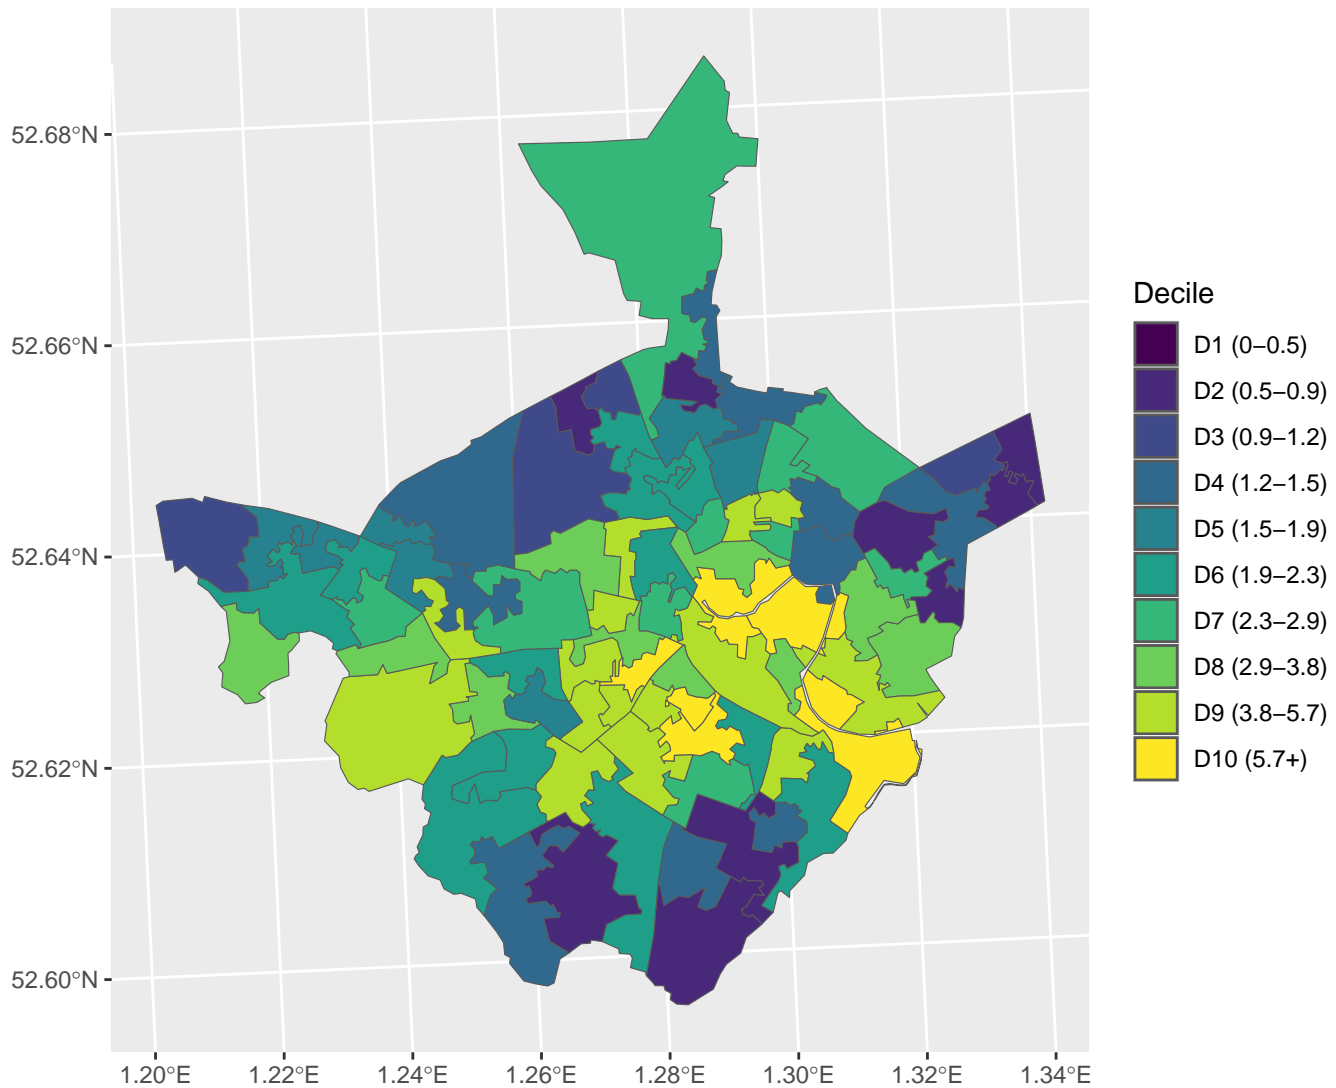 52.68°N
52.66°N
52.64°N
52.62°N
52.60°N
1.20°E
1.22°E
1.24°E
1.26°E
1.28°E
1.30°E
1.32°E
1.34°E
Decile
D1 (0−0.5)
D2 (0.5−0.9)
D3 (0.9−1.2)
D4 (1.2−1.5)
D5 (1.5−1.9)
D6 (1.9−2.3)
D7 (2.3−2.9)
D8 (2.9−3.8)
D9 (3.8−5.7)
D10 (5.7+)